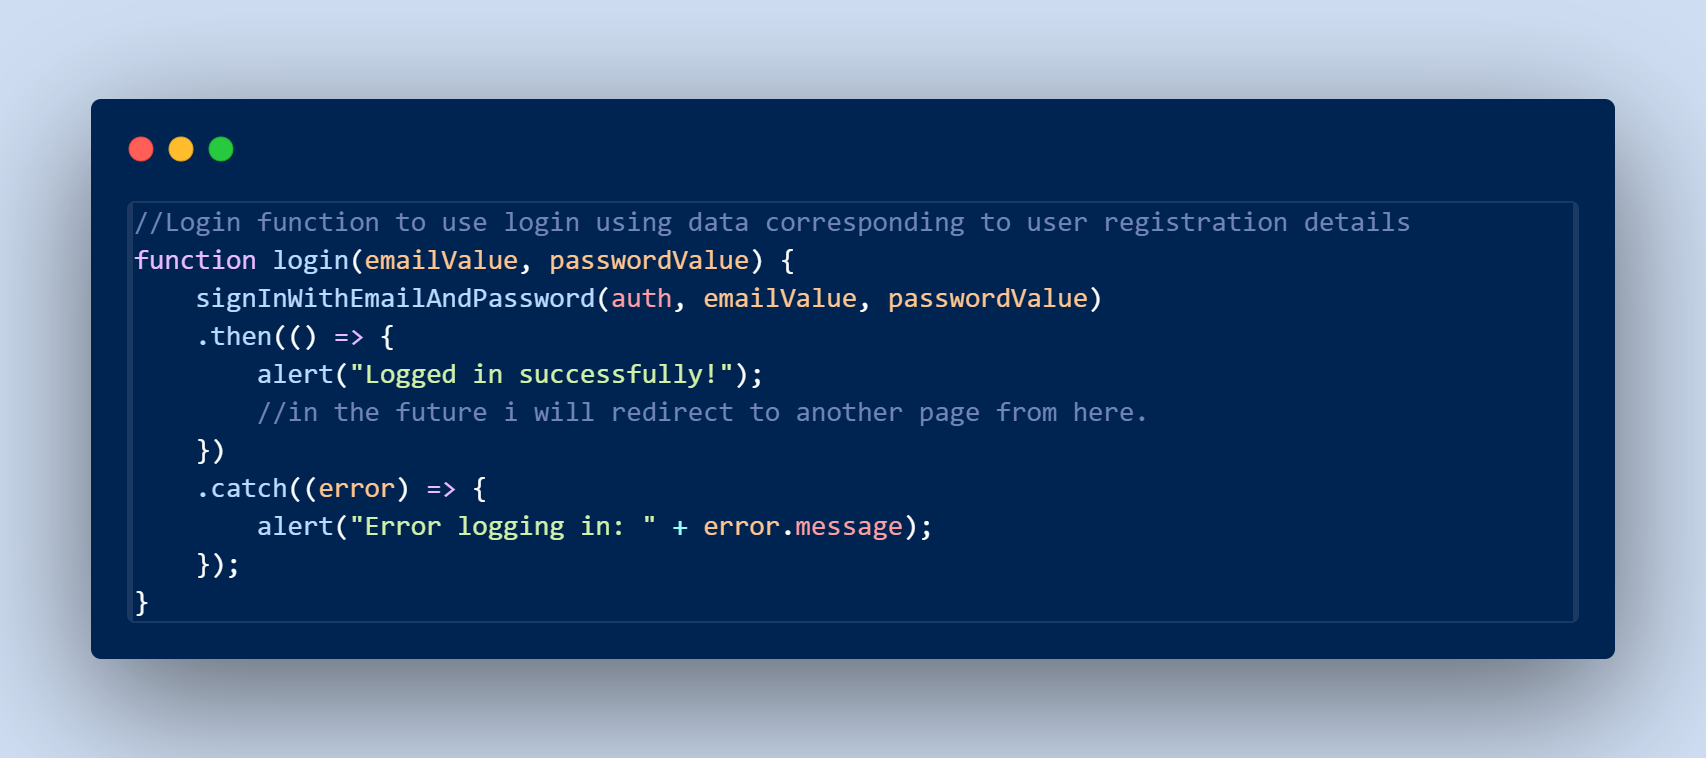 //Login function to use login using data corresponding to user registration details
function login(emailValue, passwordValue) {
    signInWithEmailAndPassword(auth, emailValue, passwordValue)
    .then(() => {
        alert("Logged in successfully!");
        //in the future i will redirect to another page from here.
    })
    .catch((error) => {
        alert("Error logging in: " + error.message);
    });
}